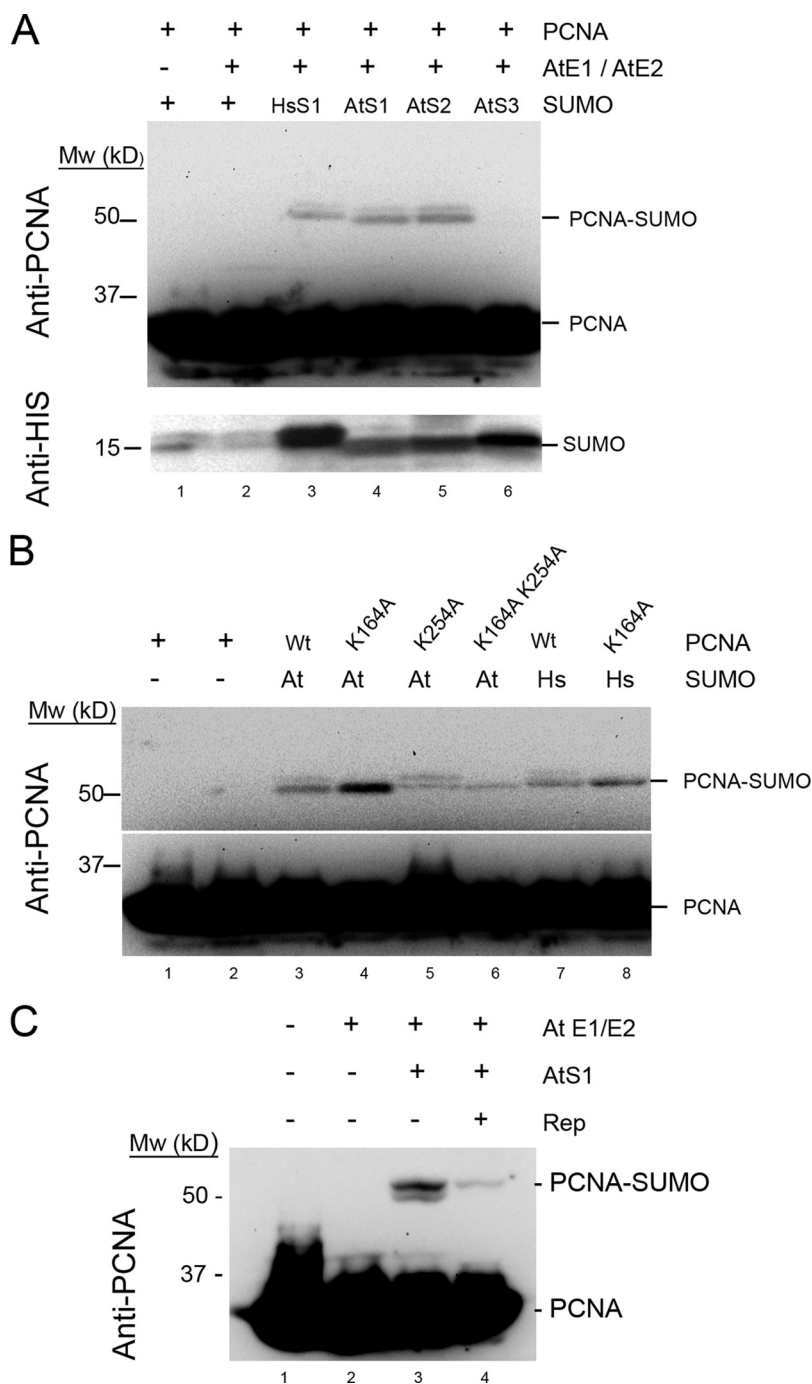 A
+ + + + + + PCNA
- + + + + + AtE1 / AtE2
+ + HsS1 AtS1 AtS2 AtS3 SUMO
Mw (kD)
Anti-PCNA
50
PCNA-SUMO
37
PCNA
Anti-HIS
15
SUMO
1 2 3 4 5 6
B
+ + Wt K164A K254A K164A K254A Wt K164A PCNA
- - At At At At Hs Hs SUMO
Mw (kD)
Anti-PCNA
50
PCNA-SUMO
37
PCNA
1 2 3 4 5 6 7 8
C
- + + + At E1/E2
- - + + AtS1
- - - + Rep
Mw (kD)
Anti-PCNA
50 -
- PCNA-SUMO
37 -
- PCNA
1 2 3 4